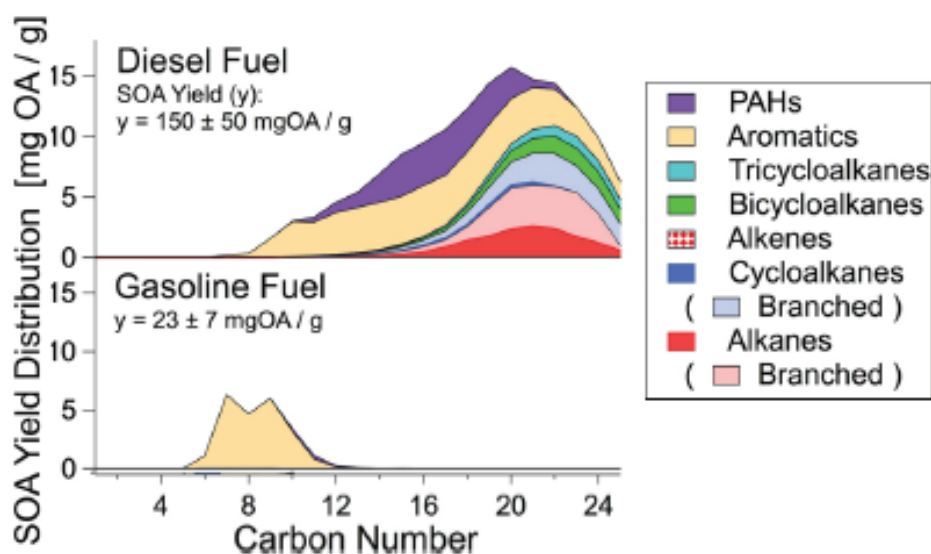 SOA Yield Distribution [mg OA / g]
15
10
5
0
Diesel Fuel
SOA Yield (y):
y = 150 ± 50 mgOA / g
15
10
5
0
Gasoline Fuel
y = 23 ± 7 mgOA / g
4 8 12 16 20 24
Carbon Number
PAHs
Aromatics
Tricycloalkanes
Bicycloalkanes
Alkenes
Cycloalkanes
( Branched )
Alkanes
( Branched )